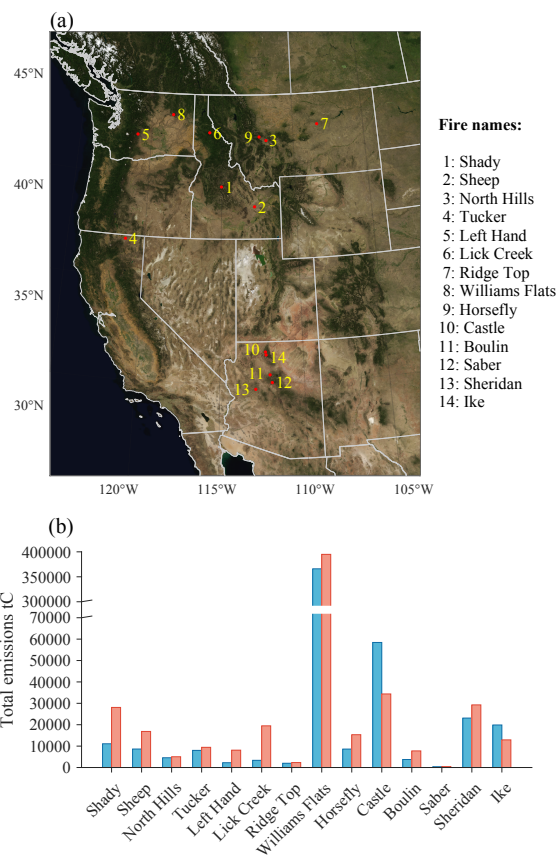 (a)
45°N
40°N
35°N
30°N
120°W
115°W
110°W
105°W
8
5
6
9
3
7
1
2
4
10
14
11
12
13
Fire names:
1: Shady
2: Sheep
3: North Hills
4: Tucker
5: Left Hand
6: Lick Creek
7: Ridge Top
8: Williams Flats
9: Horsefly
10: Castle
11: Boulin
12: Saber
13: Sheridan
14: Ike
(b)
Total emissions tC
400000
350000
300000
70000
60000
50000
40000
30000
20000
10000
0
Shady
Sheep
North Hills
Tucker
Left Hand
Lick Creek
Ridge Top
Williams Flats
Horsefly
Castle
Boulin
Saber
Sheridan
Ike